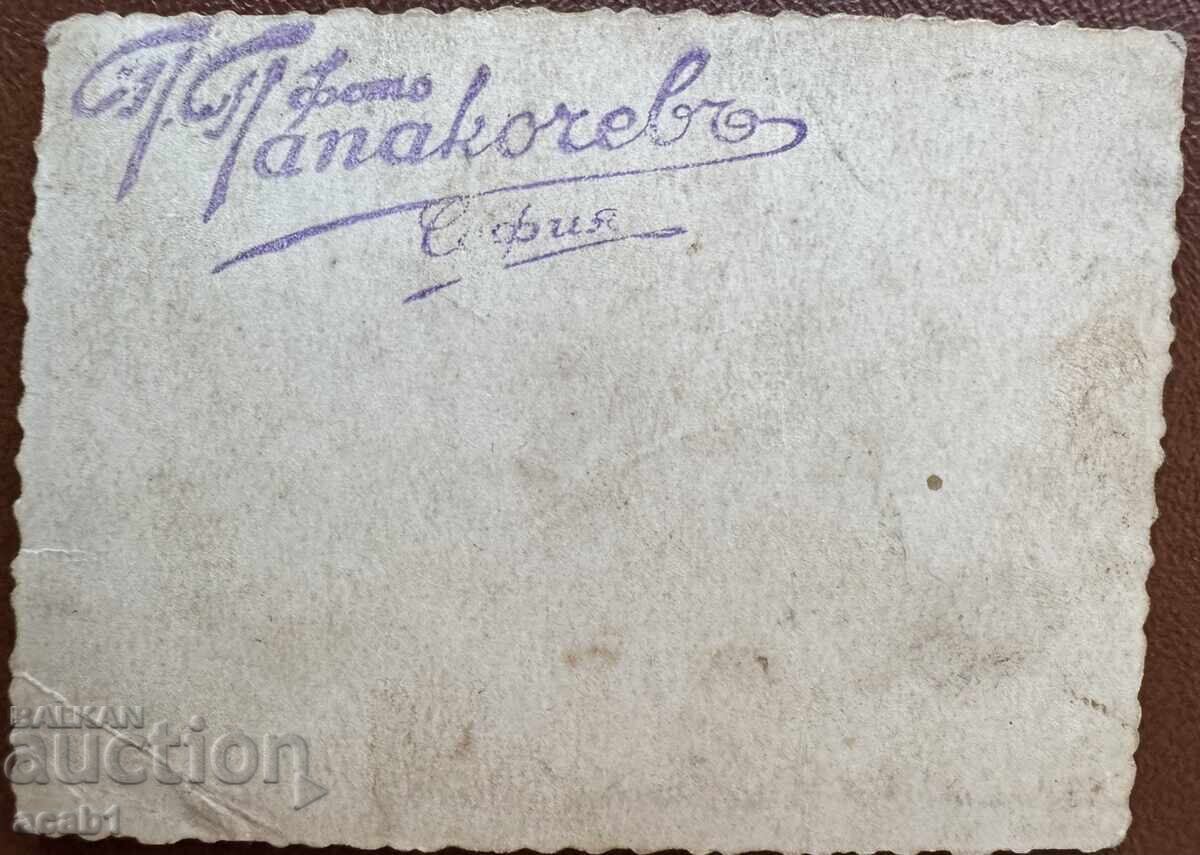 фото
П. Папакочевъ
София
BALKAN
auction
acab1